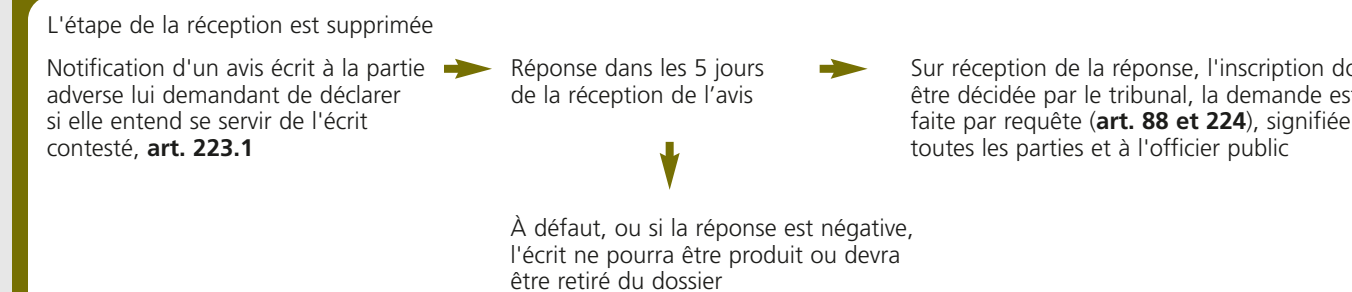 L'étape de la réception est supprimée
Notification d'un avis écrit à la partie
adverse lui demandant de déclarer
si elle entend se servir de l'écrit
contesté, art. 223.1
Réponse dans les 5 jours
de la réception de l’avis
À défaut, ou si la réponse est négative,
l'écrit ne pourra être produit ou devra
être retiré du dossier
Sur réception de la réponse, l'inscription
être décidée par le tribunal, la demande
faite par requête (art. 88 et 224), signifiée
toutes les parties et à l'officier public